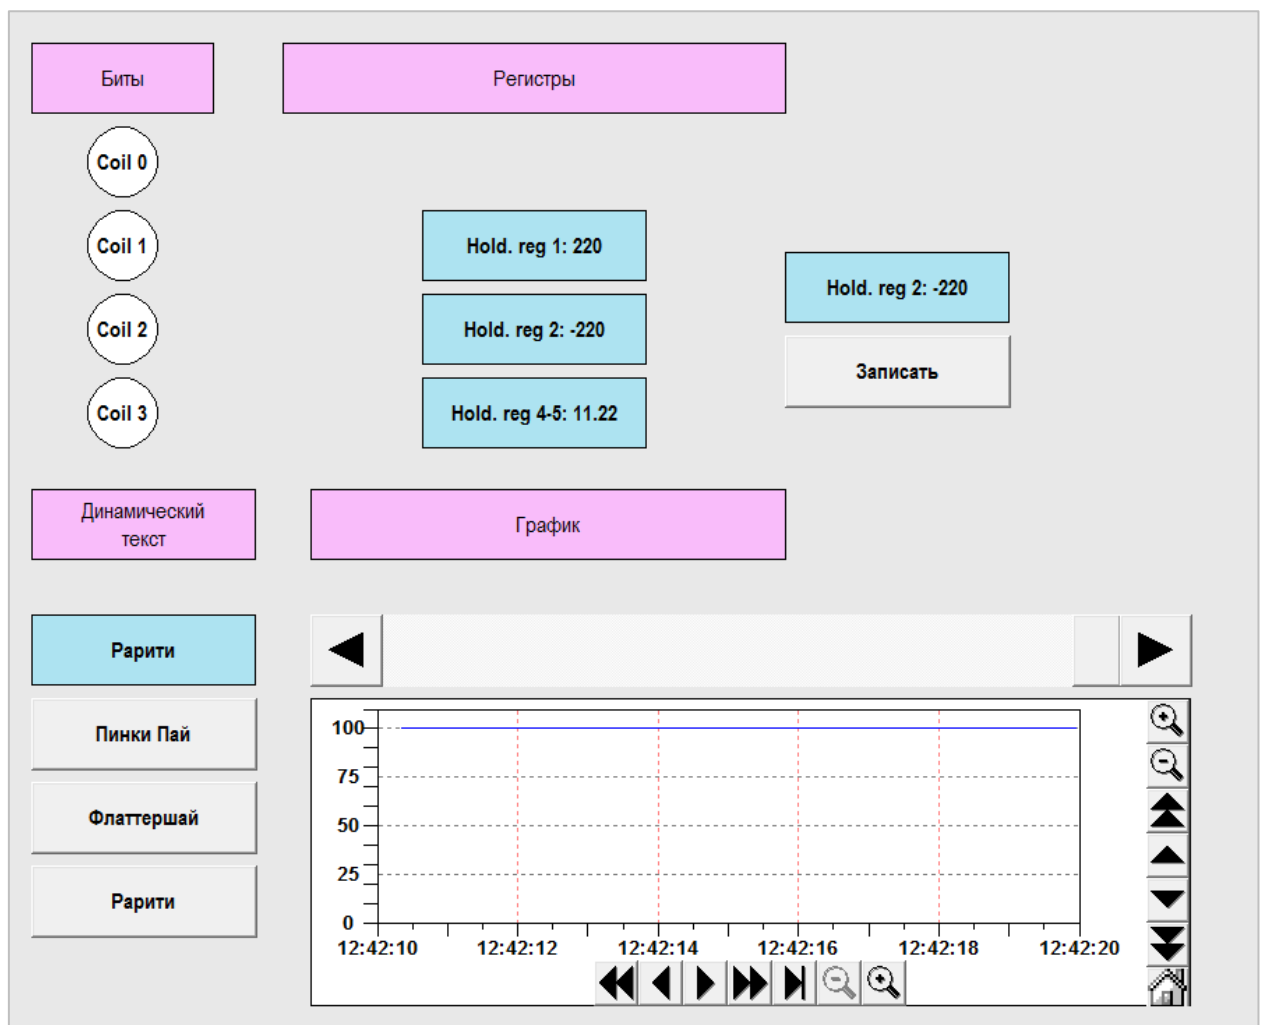 Биты
Регистры
Coil 0
Coil 1
Hold. reg 1: 220
Hold. reg 2: -220
Coil 2
Hold. reg 2: -220
Записать
Coil 3
Hold. reg 4-5: 11.22
Динамический
текст
График
Рарити
Пинки Пай
Флаттершай
Рарити
100
75
50
25
0
12:42:10 12:42:12 12:42:14 12:42:16 12:42:18 12:42:20